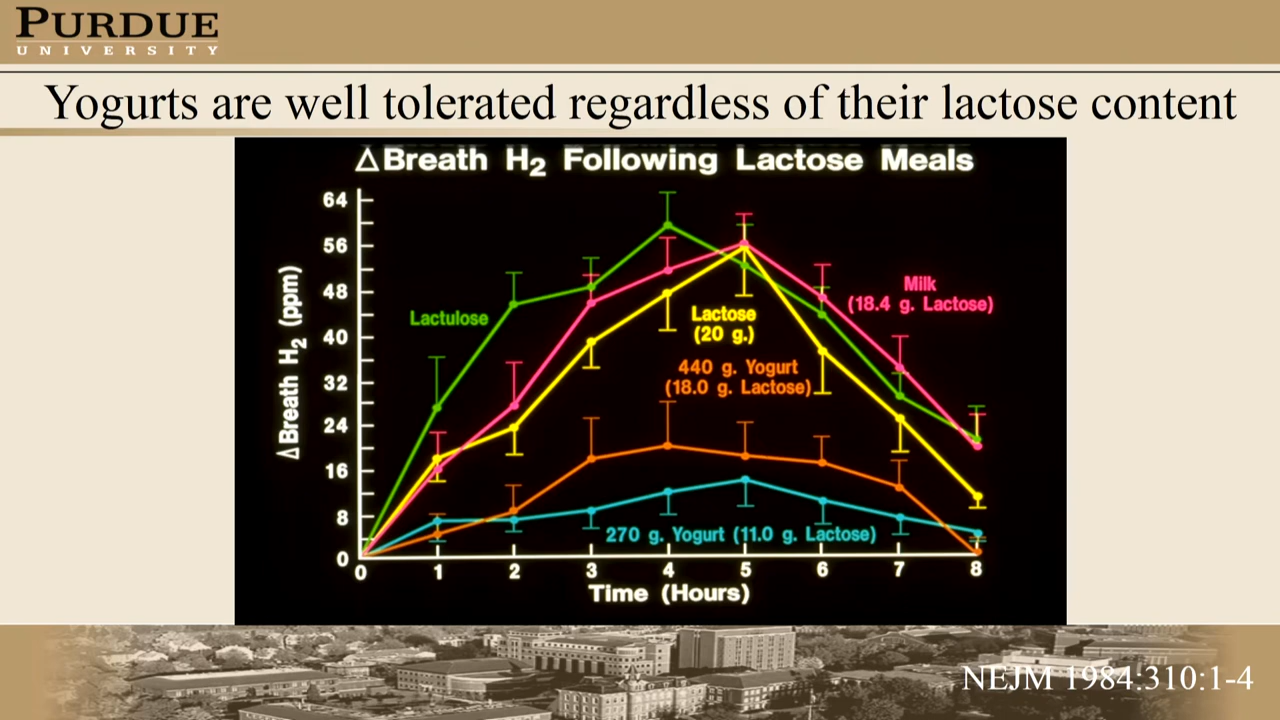 PURDUE
UNIVERSITY
Yogurts are well tolerated regardless of their lactose content
ΔBreath H₂ Following Lactose Meals
ΔBreath H₂ (ppm)
64
56
48
40
32
24
16
8
0
Lactulose
Milk
(18.4 g. Lactose)
Lactose
(20 g.)
440 g. Yogurt
(18.0 g. Lactose)
270 g. Yogurt (11.0 g. Lactose)
0 1 2 3 4 5 6 7 8
Time (Hours)
NEJM 1984:310:1-4